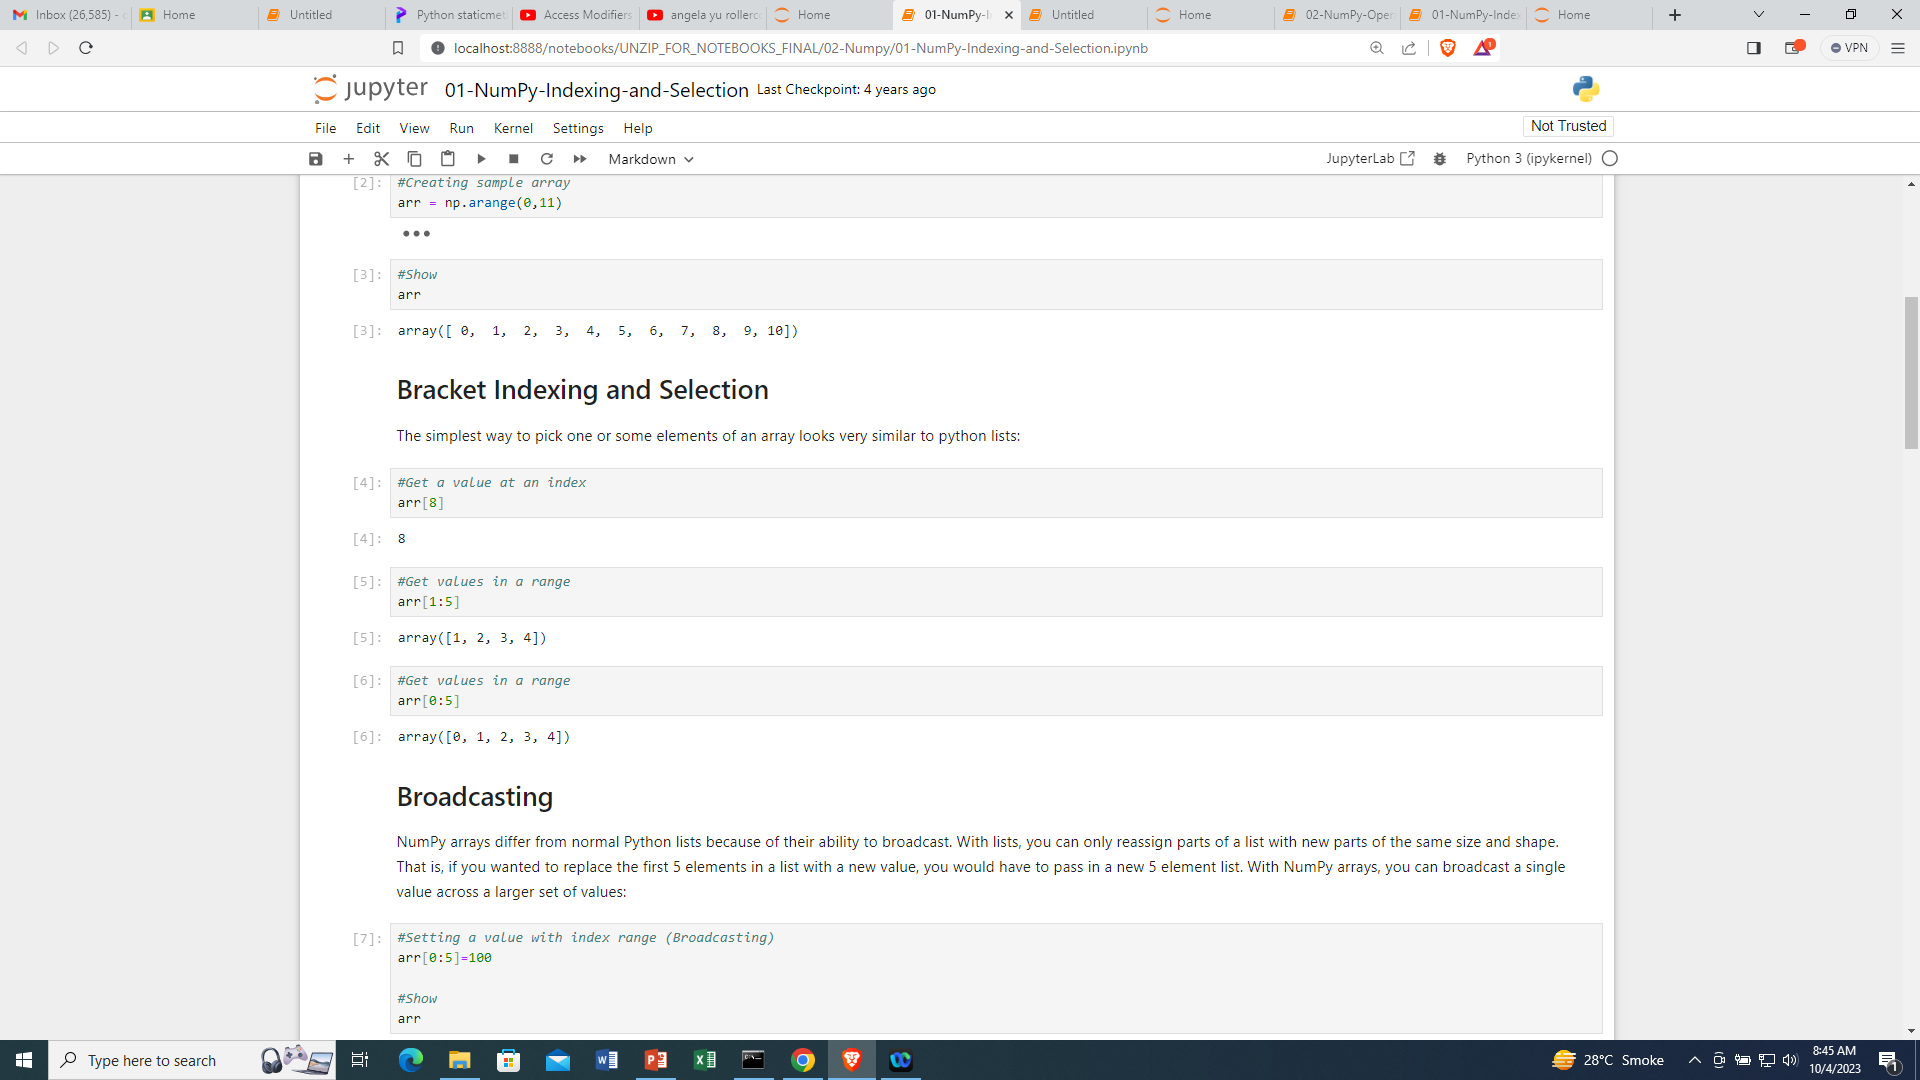 Inbox (26,585) - c
Home
Untitled
Python staticmet
Access Modifiers
angela yu rollerc
Home
01-NumPy-I
Untitled
Home
02-NumPy-Oper
01-NumPy-Index
Home
localhost:8888/notebooks/UNZIP_FOR_NOTEBOOKS_FINAL/02-Numpy/01-NumPy-Indexing-and-Selection.ipynb
1
VPN
jupyter 01-NumPy-Indexing-and-Selection Last Checkpoint: 4 years ago
File Edit View Run Kernel Settings Help
Not Trusted
Markdown
JupyterLab
Python 3 (ipykernel)
[2]: #Creating sample array
arr = np.arange(0,11)
[3]: #Show
arr
[3]: array([ 0,  1,  2,  3,  4,  5,  6,  7,  8,  9, 10])
Bracket Indexing and Selection
The simplest way to pick one or some elements of an array looks very similar to python lists:
[4]: #Get a value at an index
arr[8]
[4]: 8
[5]: #Get values in a range
arr[1:5]
[5]: array([1, 2, 3, 4])
[6]: #Get values in a range
arr[0:5]
[6]: array([0, 1, 2, 3, 4])
Broadcasting
NumPy arrays differ from normal Python lists because of their ability to broadcast. With lists, you can only reassign parts of a list with new parts of the same size and shape.
That is, if you wanted to replace the first 5 elements in a list with a new value, you would have to pass in a new 5 element list. With NumPy arrays, you can broadcast a single
value across a larger set of values:
[7]: #Setting a value with index range (Broadcasting)
arr[0:5]=100
#Show
arr
Type here to search
28°C Smoke
8:45 AM
10/4/2023
1